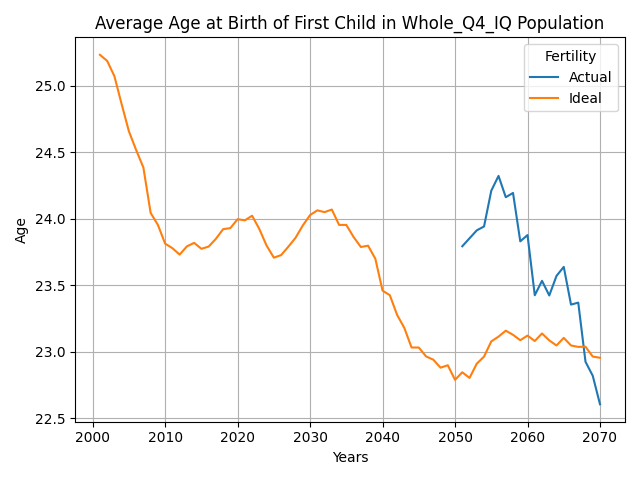 Average Age at Birth of First Child in Whole_Q4_IQ Population
Fertility
Actual
Ideal
25.0
24.5
24.0
23.5
23.0
22.5
Age
2000 2010 2020 2030 2040 2050 2060 2070
Years